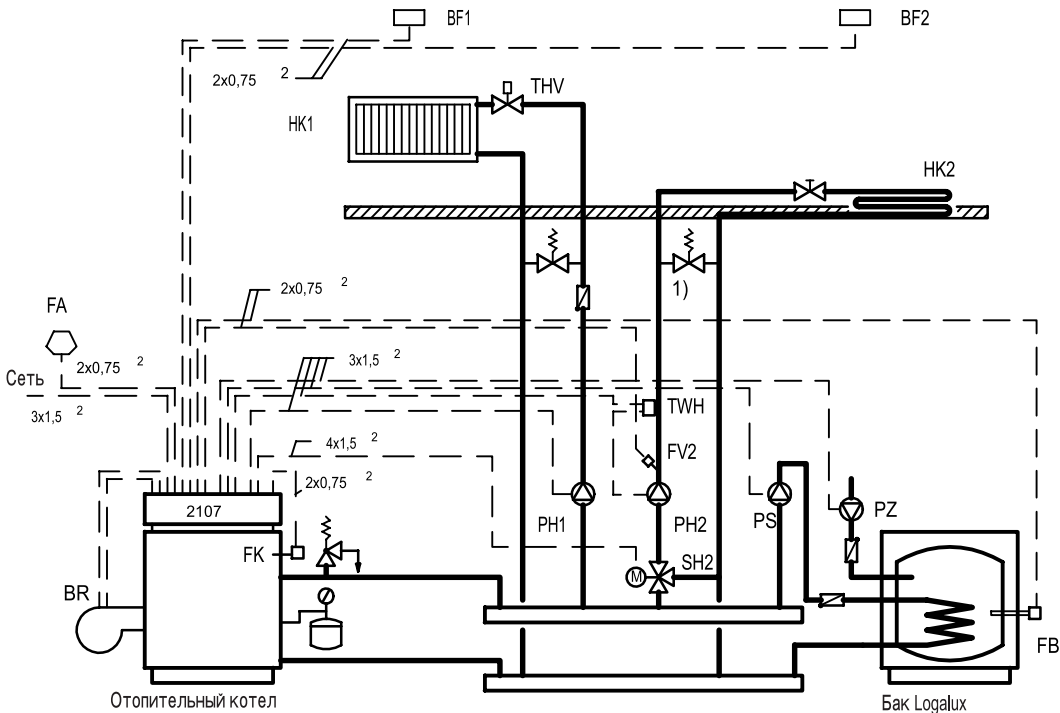 BF1
BF2
2x0,75 2
THV
HK1
HK2
1)
2x0,75 2
FA
2x0,75 2
3x1,5 2
Сеть
3x1,5 2
TWH
4x1,5 2
FV2
2x0,75 2
2107
PH1
PH2
PS
PZ
FK
SH2
M
BR
FB
Отопительный котел
Бак Logalux